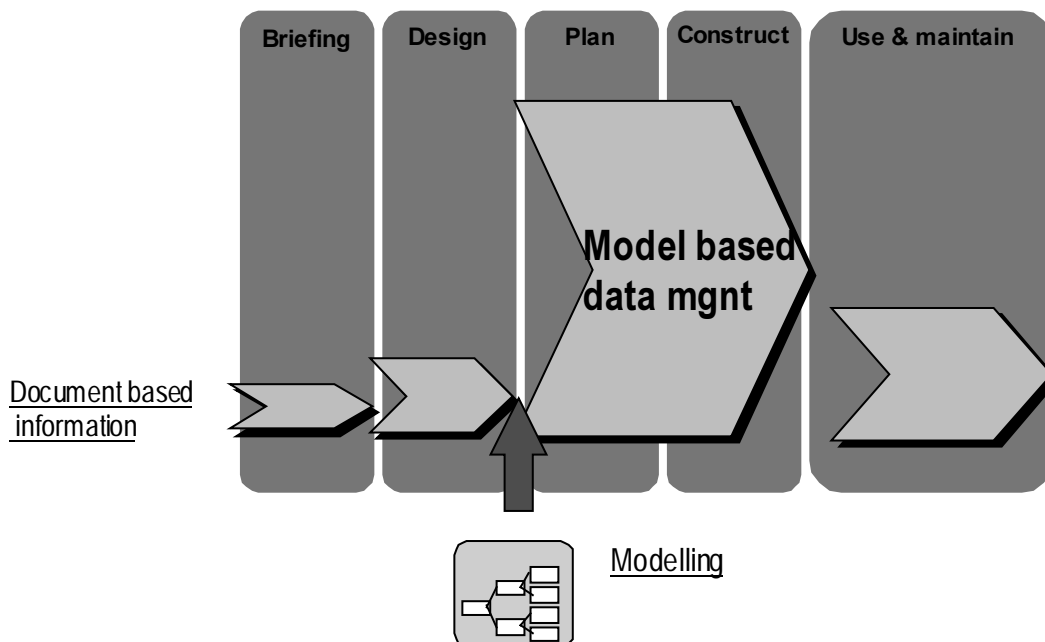 Briefing
Design
Plan
Construct
Use & maintain
Model based
data mgnt
Document based
information
Modelling